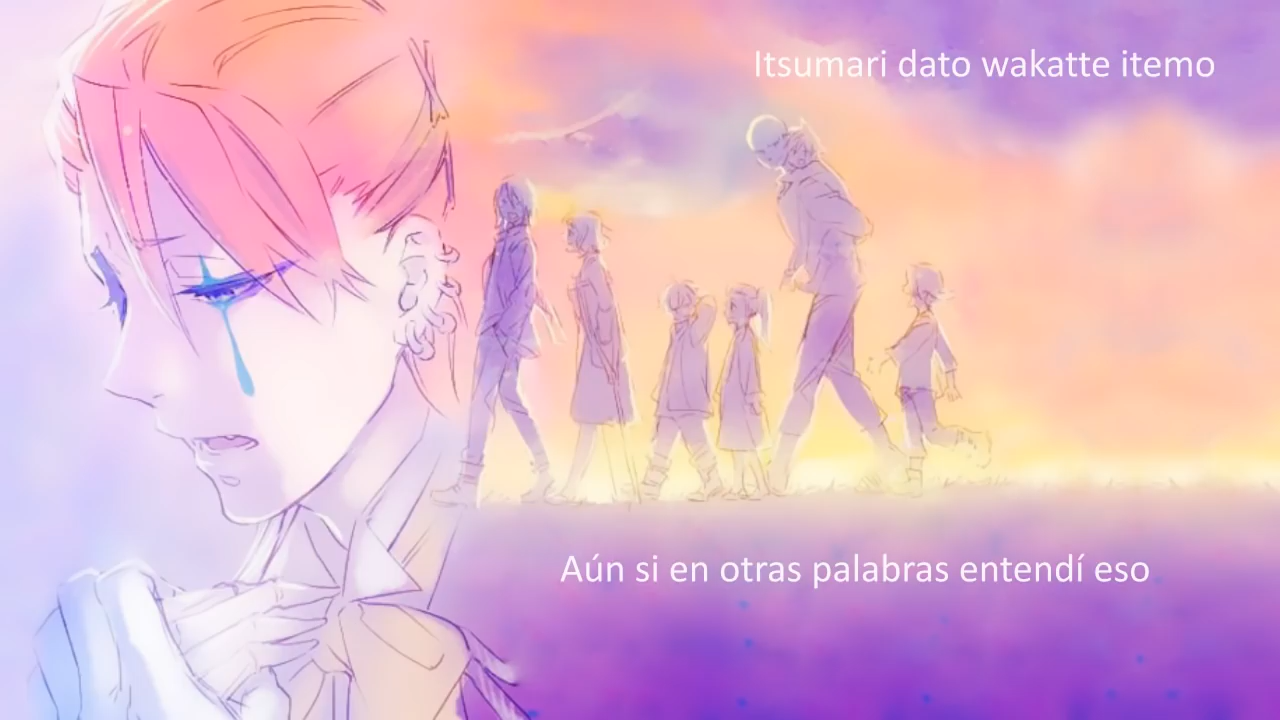 Itsumari dato wakatte itemo
Aún si en otras palabras entendí eso